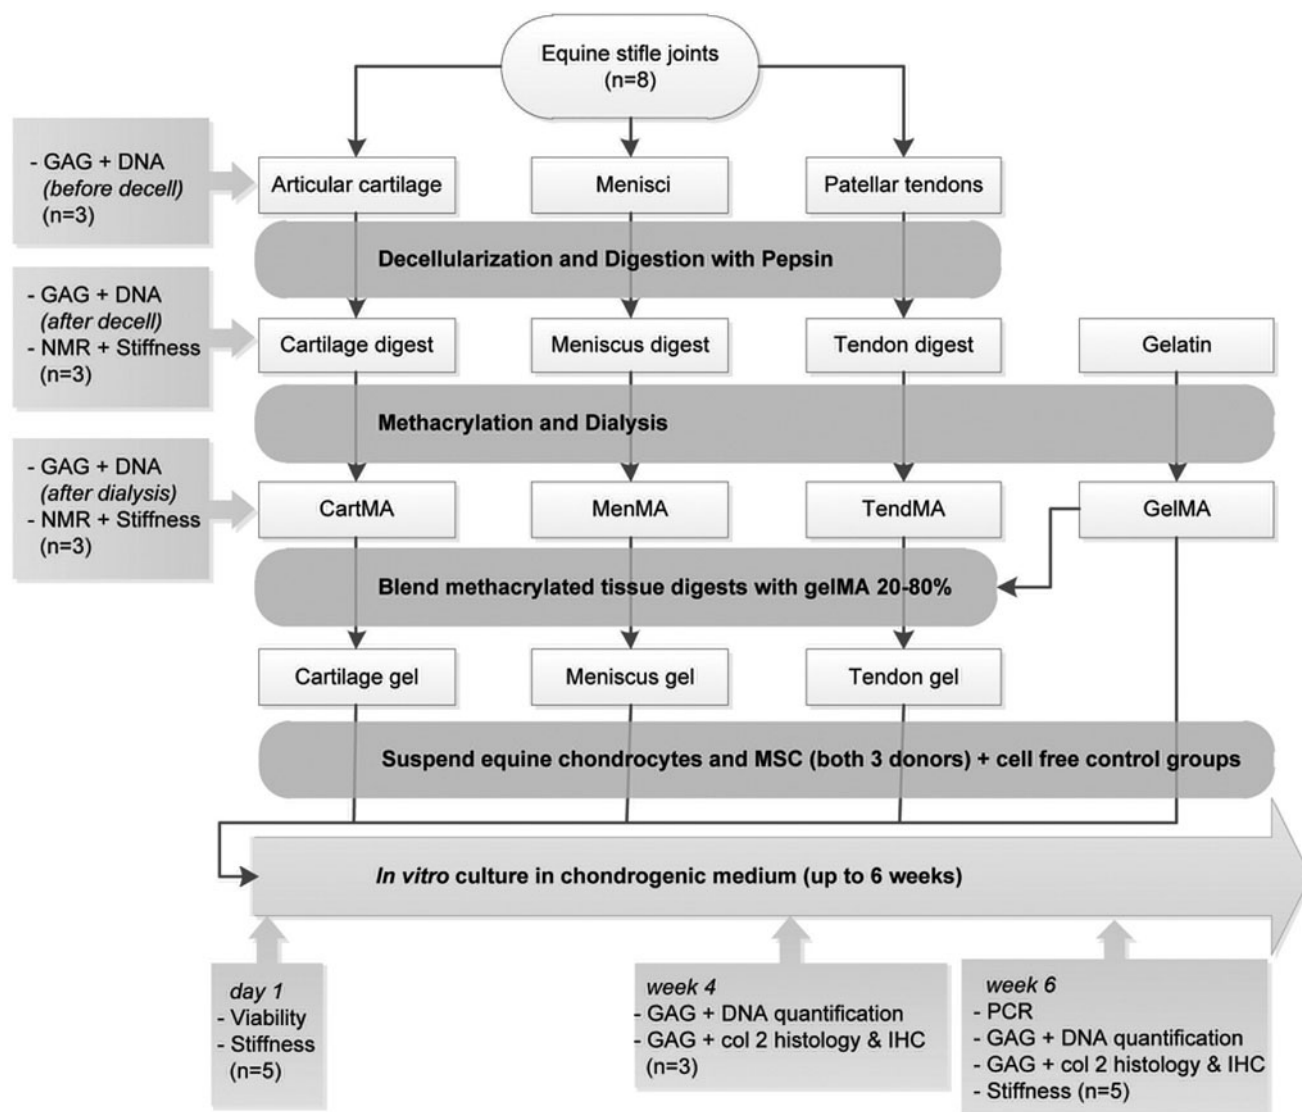 Equine stifle joints
(n=8)
- GAG + DNA
(before decell)
(n=3)
Articular cartilage
Menisci
Patellar tendons
Decellularization and Digestion with Pepsin
- GAG + DNA
(after decell)
- NMR + Stiffness
(n=3)
Cartilage digest
Meniscus digest
Tendon digest
Gelatin
Methacrylation and Dialysis
- GAG + DNA
(after dialysis)
- NMR + Stiffness
(n=3)
CartMA
MenMA
TendMA
GelMA
Blend methacrylated tissue digests with gelMA 20-80%
Cartilage gel
Meniscus gel
Tendon gel
Suspend equine chondrocytes and MSC (both 3 donors) + cell free control groups
In vitro culture in chondrogenic medium (up to 6 weeks)
day 1
- Viability
- Stiffness
(n=5)
week 4
- GAG + DNA quantification
- GAG + col 2 histology & IHC
(n=3)
week 6
- PCR
- GAG + DNA quantification
- GAG + col 2 histology & IHC
- Stiffness (n=5)